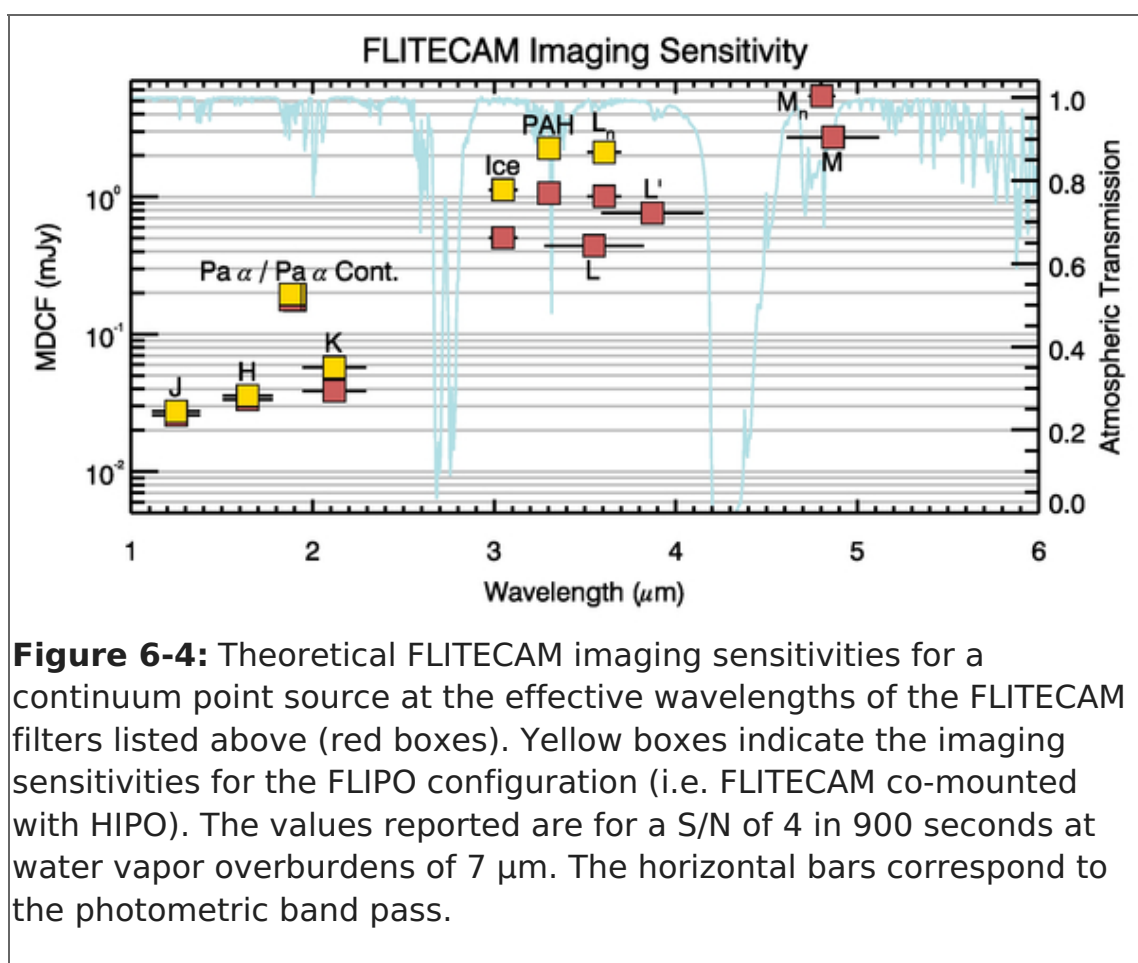 FLITECAM Imaging Sensitivity
MDCF (mJy)
10⁰
10⁻¹
10⁻²
J
H
K
Pa α / Pa α Cont.
Ice
PAH
Lₙ
L'
L
Mₙ
M
1.0
0.8
0.6
0.4
0.2
0.0
Atmospheric Transmission
1 2 3 4 5 6
Wavelength (μm)
Figure 6-4: Theoretical FLITECAM imaging sensitivities for a
continuum point source at the effective wavelengths of the FLITECAM
filters listed above (red boxes). Yellow boxes indicate the imaging
sensitivities for the FLIPO configuration (i.e. FLITECAM co-mounted
with HIPO). The values reported are for a S/N of 4 in 900 seconds at
water vapor overburdens of 7 μm. The horizontal bars correspond to
the photometric band pass.